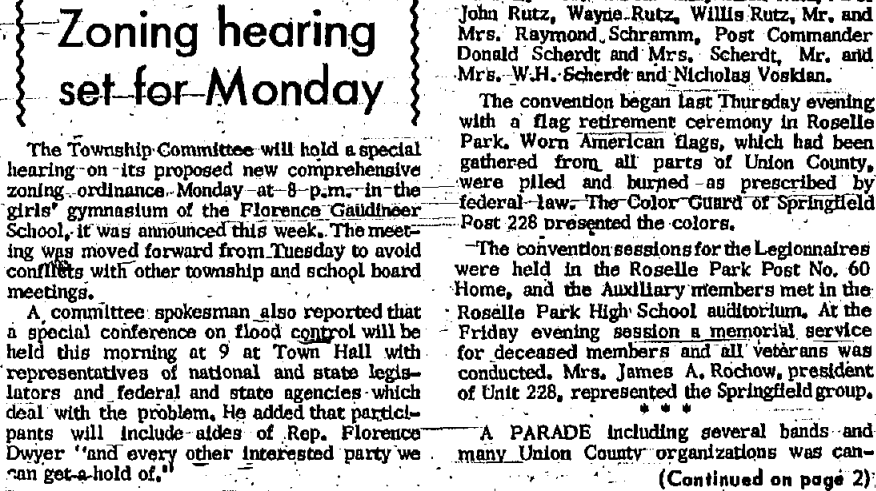 Zoning hearing
set for Monday
The Township Committee will hold a special
hearing on its proposed new comprehensive
zoning ordinance Monday at 8 p.m. in the
girls' gymnasium of the Florence Gaudineer
School, it was announced this week. The meet-
ing was moved forward from Tuesday to avoid
conflicts with other township and school board
meetings.
A committee spokesman also reported that
a special conference on flood control will be
held this morning at 9 at Town Hall with
representatives of national and state legis-
lators and federal and state agencies which
deal with the problem. He added that partici-
pants will include aides of Rep. Florence
Dwyer "and every other interested party we
can get a hold of."
John Rutz, Wayne Rutz, Willis Rutz, Mr. and
Mrs. Raymond Schramm, Post Commander
Donald Scherdt and Mrs. Scherdt, Mr. and
Mrs. W.H. Scherdt and Nicholas Voskian.
The convention began last Thursday evening
with a flag retirement ceremony in Roselle
Park. Worn American flags, which had been
gathered from all parts of Union County,
were piled and burned as prescribed by
federal law. The Color Guard of Springfield
Post 228 presented the colors.
The convention sessions for the Legionnaires
were held in the Roselle Park Post No. 60
Home, and the Auxiliary members met in the
Roselle Park High School auditorium. At the
Friday evening session a memorial service
for deceased members and all veterans was
conducted. Mrs. James A. Rochow, president
of Unit 228, represented the Springfield group.
* * *
A PARADE including several bands and
many Union County organizations was can-
(Continued on page 2)